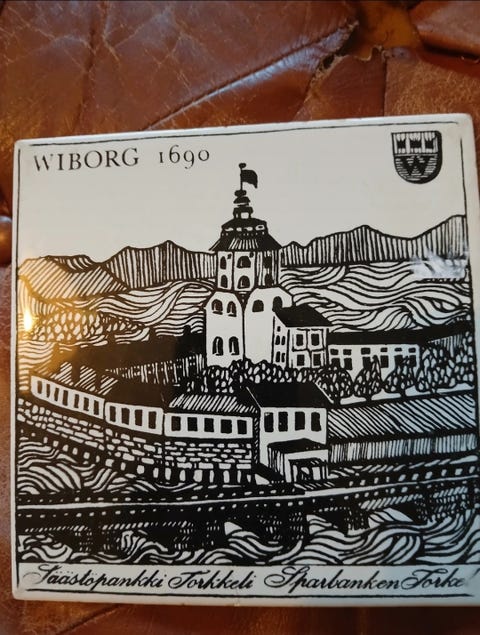 WIBORG 1690
W
Säästöpankki Torkkeli Sparbanken Torkel